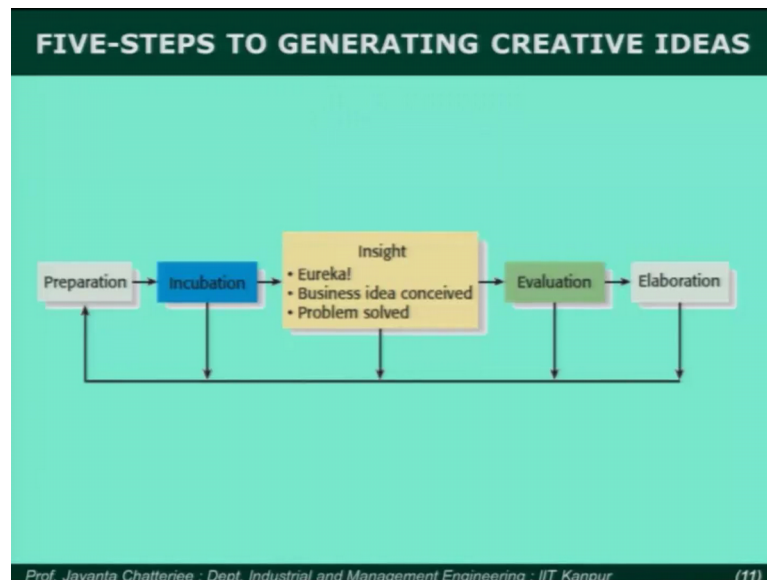 FIVE-STEPS TO GENERATING CREATIVE IDEAS
Preparation
Incubation
Insight
• Eureka!
• Business idea conceived
• Problem solved
Evaluation
Elaboration
Prof. Jayanta Chatterjee : Dept. Industrial and Management Engineering : IIT Kanpur
(11)